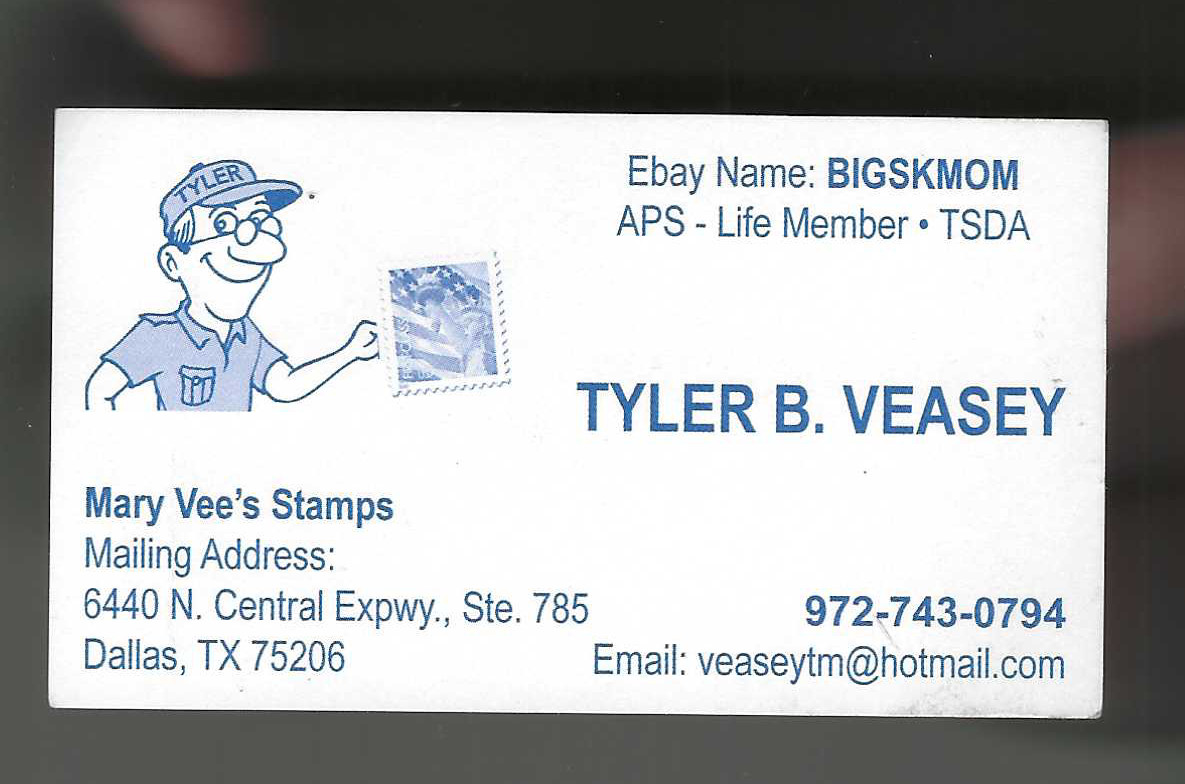 TYLER
Ebay Name: BIGSKMOM
APS - Life Member • TSDA
TYLER B. VEASEY
Mary Vee's Stamps
Mailing Address:
6440 N. Central Expwy., Ste. 785
Dallas, TX 75206
972-743-0794
Email: veaseytm@hotmail.com